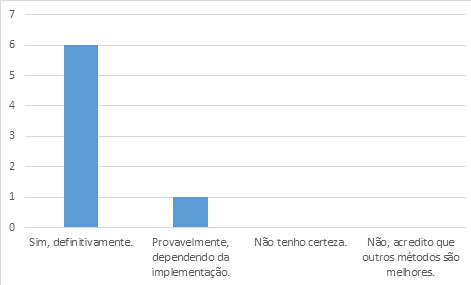 7
6
5
4
3
2
1
0
Sim, definitivamente.
Provavelmente,
dependendo da
implementação.
Não tenho certeza.
Não, acredito que
outros métodos são
melhores.